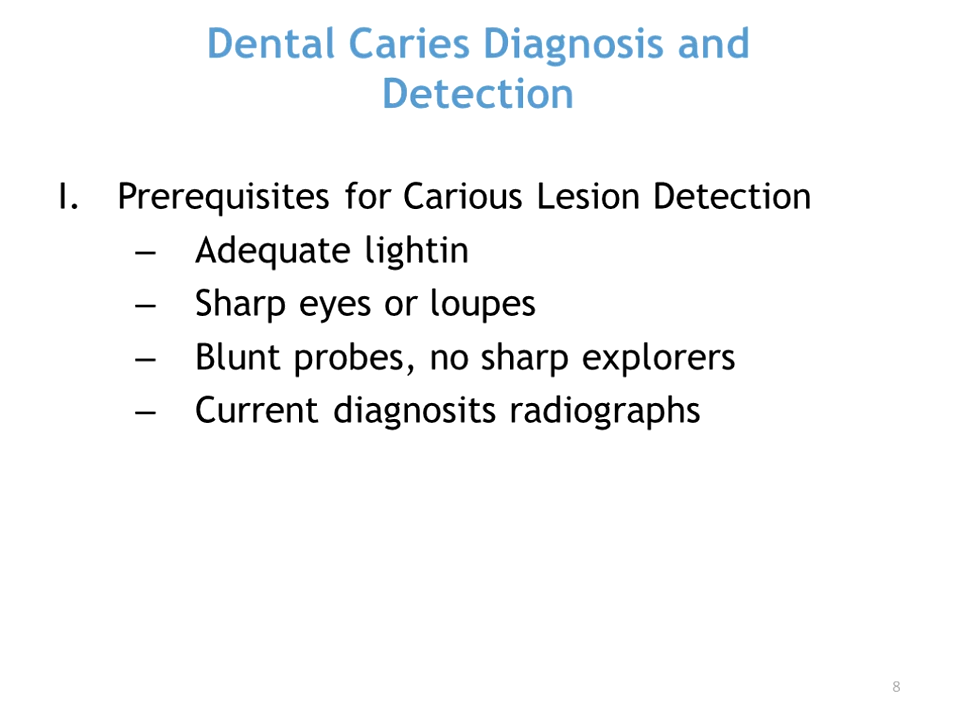 Dental Caries Diagnosis and
Detection
I. Prerequisites for Carious Lesion Detection
– Adequate lightin
– Sharp eyes or loupes
– Blunt probes, no sharp explorers
– Current diagnosits radiographs
8